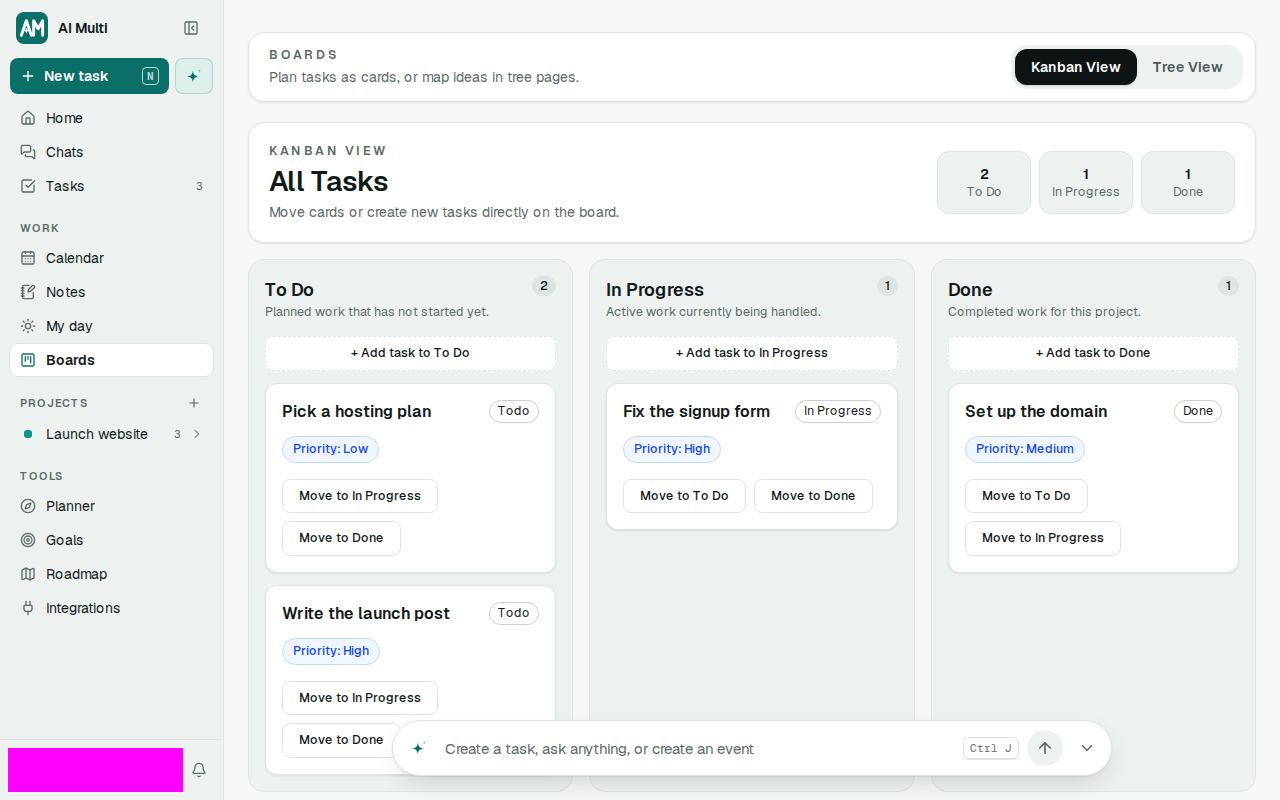 AM AI Multi
New task N
Home
Chats
Tasks 3
WORK
Calendar
Notes
My day
Boards
PROJECTS
Launch website 3
TOOLS
Planner
Goals
Roadmap
Integrations
BOARDS
Plan tasks as cards, or map ideas in tree pages.
Kanban View Tree View
KANBAN VIEW
All Tasks
Move cards or create new tasks directly on the board.
2
To Do
1
In Progress
1
Done
To Do 2
Planned work that has not started yet.
+ Add task to To Do
Pick a hosting plan Todo
Priority: Low
Move to In Progress
Move to Done
Write the launch post Todo
Priority: High
Move to In Progress
Move to Done
In Progress 1
Active work currently being handled.
+ Add task to In Progress
Fix the signup form In Progress
Priority: High
Move to To Do Move to Done
Done 1
Completed work for this project.
+ Add task to Done
Set up the domain Done
Priority: Medium
Move to To Do
Move to In Progress
Create a task, ask anything, or create an event Ctrl J